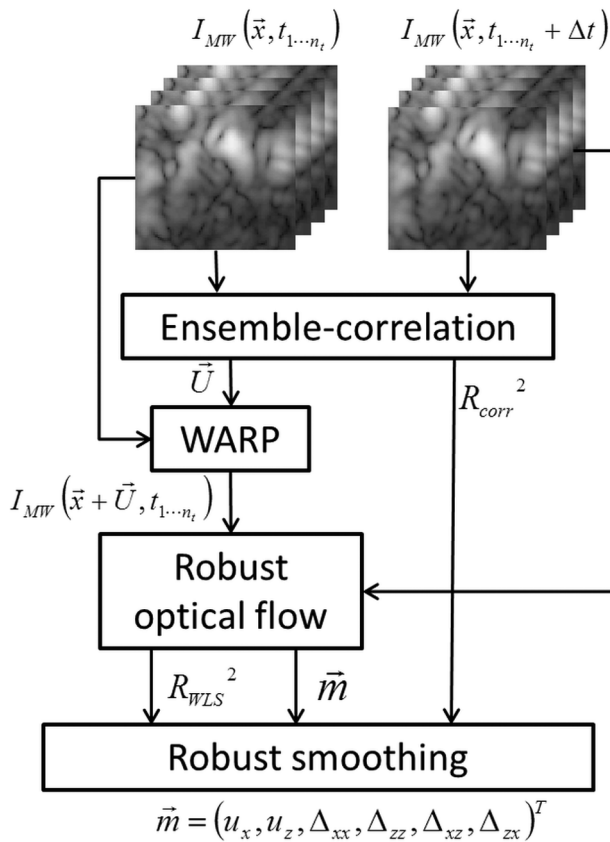 I_MW(x⃗, t_1…n_t)
I_MW(x⃗, t_1…n_t + Δt)
Ensemble-correlation
U⃗
R_corr²
WARP
I_MW(x⃗ + U⃗, t_1…n_t)
Robust
optical flow
R_WLS²
m⃗
Robust smoothing
m⃗ = (u_x, u_z, Δ_xx, Δ_zz, Δ_xz, Δ_zx)^T